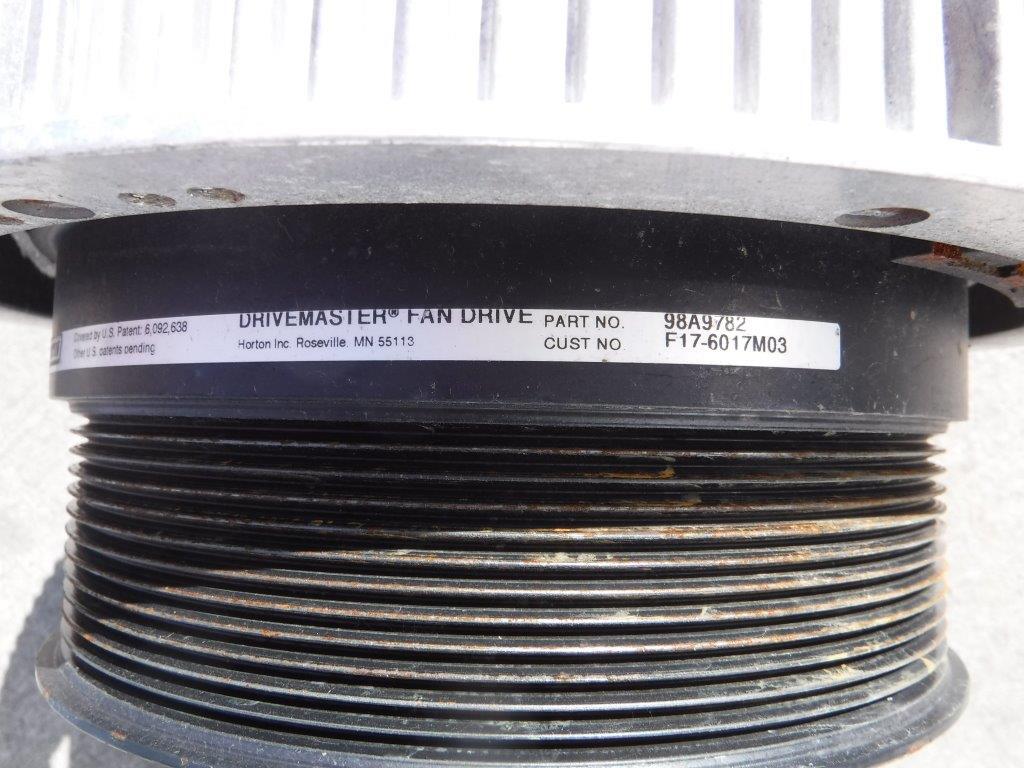 Covered by U.S. Patent: 6,092,638
Other U.S. patents pending
DRIVEMASTER® FAN DRIVE
Horton Inc. Roseville, MN 55113
PART NO. 98A9782
CUST NO. F17-6017M03